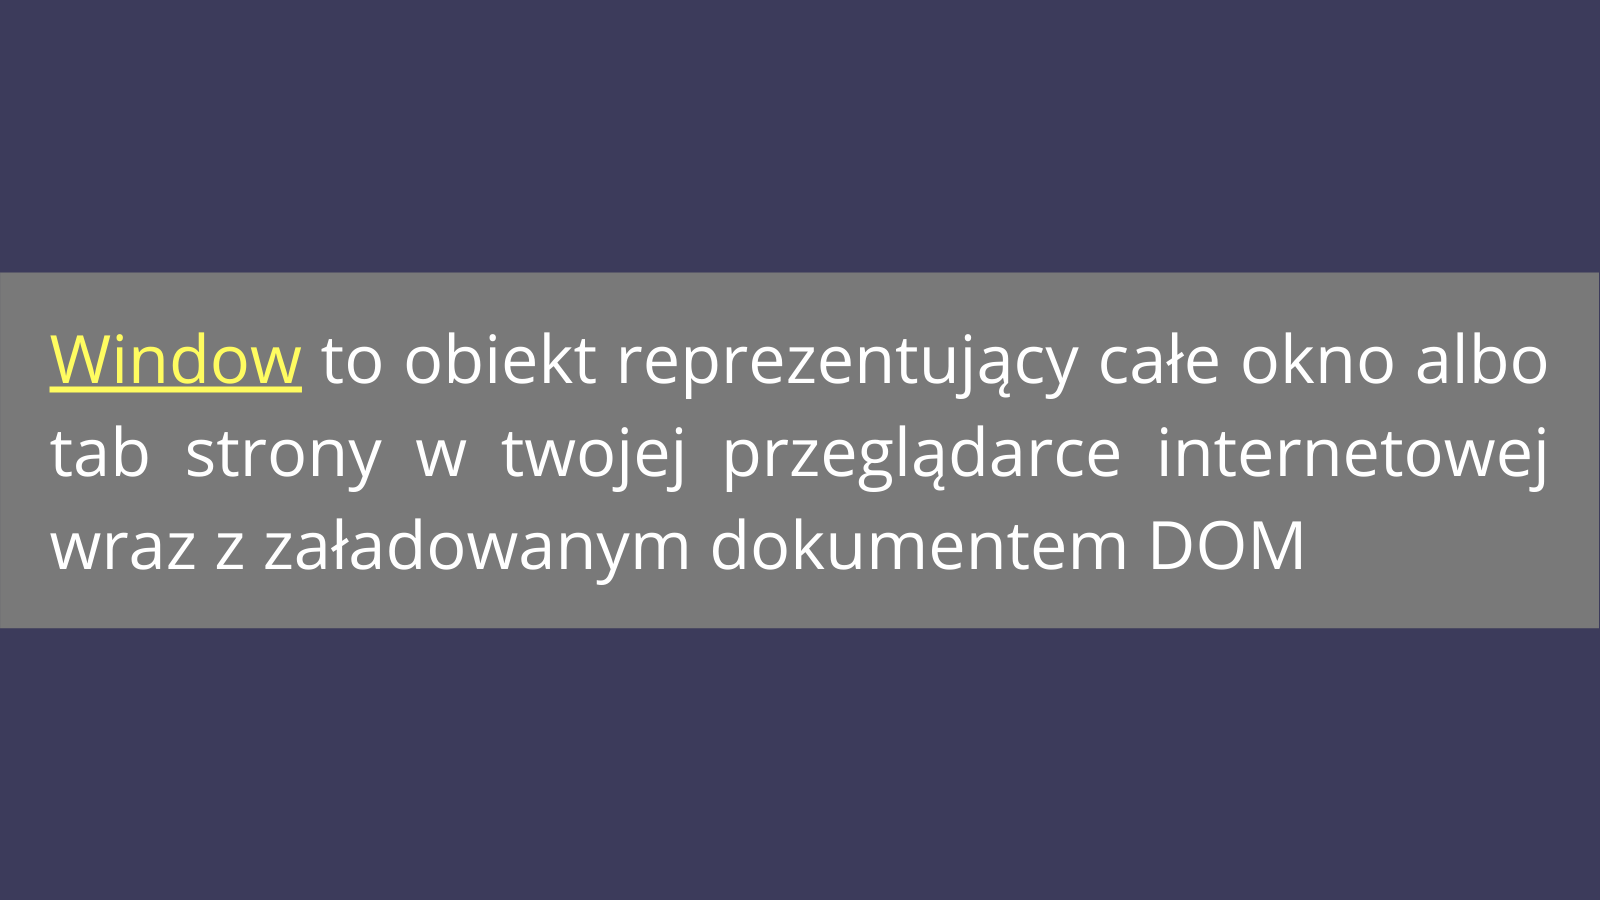 Window to obiekt reprezentujący całe okno albo
tab strony w twojej przeglądarce internetowej
wraz z załadowanym dokumentem DOM